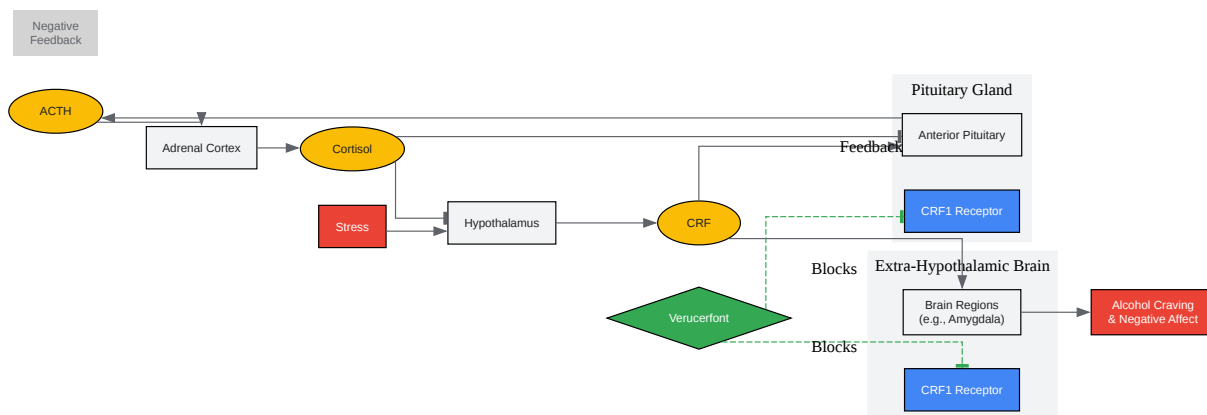 Negative
Feedback
Pituitary Gland
ACTH
Anterior Pituitary
Adrenal Cortex
Cortisol
Feedback
CRF1 Receptor
Stress
Hypothalamus
CRF
Blocks
Extra-Hypothalamic Brain
Brain Regions
(e.g., Amygdala)
Alcohol Craving
& Negative Affect
Verucerfont
Blocks
CRF1 Receptor